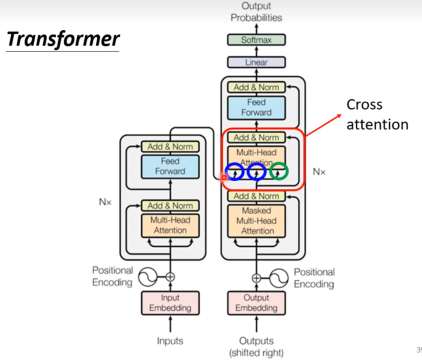 Transformer
Output
Probabilities
Softmax
Linear
Add & Norm
Feed
Forward
Add & Norm
Multi-Head
Attention
Cross
attention
Nx
Add & Norm
Masked
Multi-Head
Attention
Add & Norm
Feed
Forward
Nx
Add & Norm
Multi-Head
Attention
Positional
Encoding
Positional
Encoding
Input
Embedding
Output
Embedding
Inputs
Outputs
(shifted right)